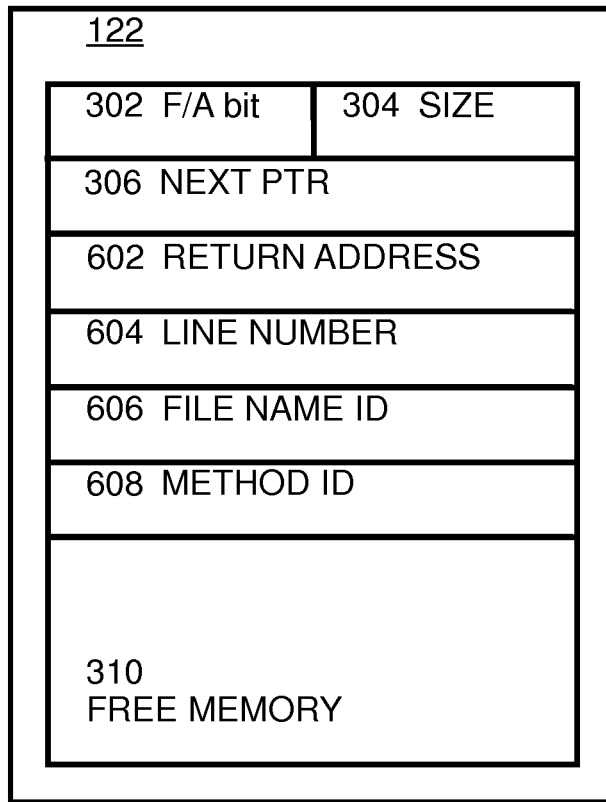 122
302 F/A bit
304 SIZE
306 NEXT PTR
602 RETURN ADDRESS
604 LINE NUMBER
606 FILE NAME ID
608 METHOD ID
310
FREE MEMORY